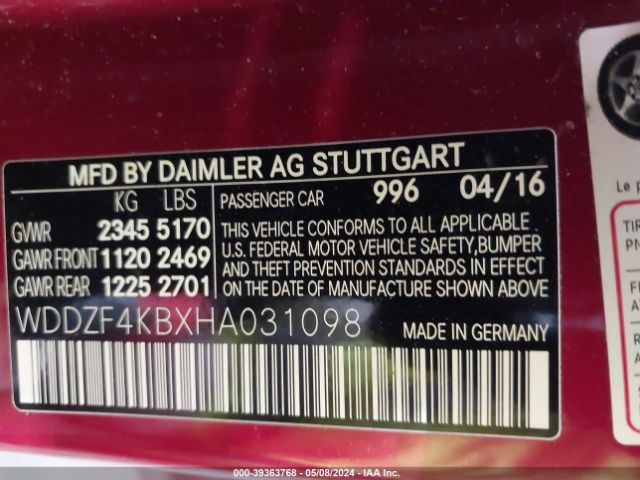 MFD BY DAIMLER AG STUTTGART
KG LBS
GVWR 2345 5170
GAWR FRONT 1120 2469
GAWR REAR 1225 2701
PASSENGER CAR 996 04/16
THIS VEHICLE CONFORMS TO ALL APPLICABLE
U.S. FEDERAL MOTOR VEHICLE SAFETY, BUMPER
AND THEFT PREVENTION STANDARDS IN EFFECT
ON THE DATE OF MANUFACTURE SHOWN ABOVE
WDDZF4KBXHA031098
MADE IN GERMANY
Le
TIR
000-39363768 - 05/08/2024 - IAA Inc.